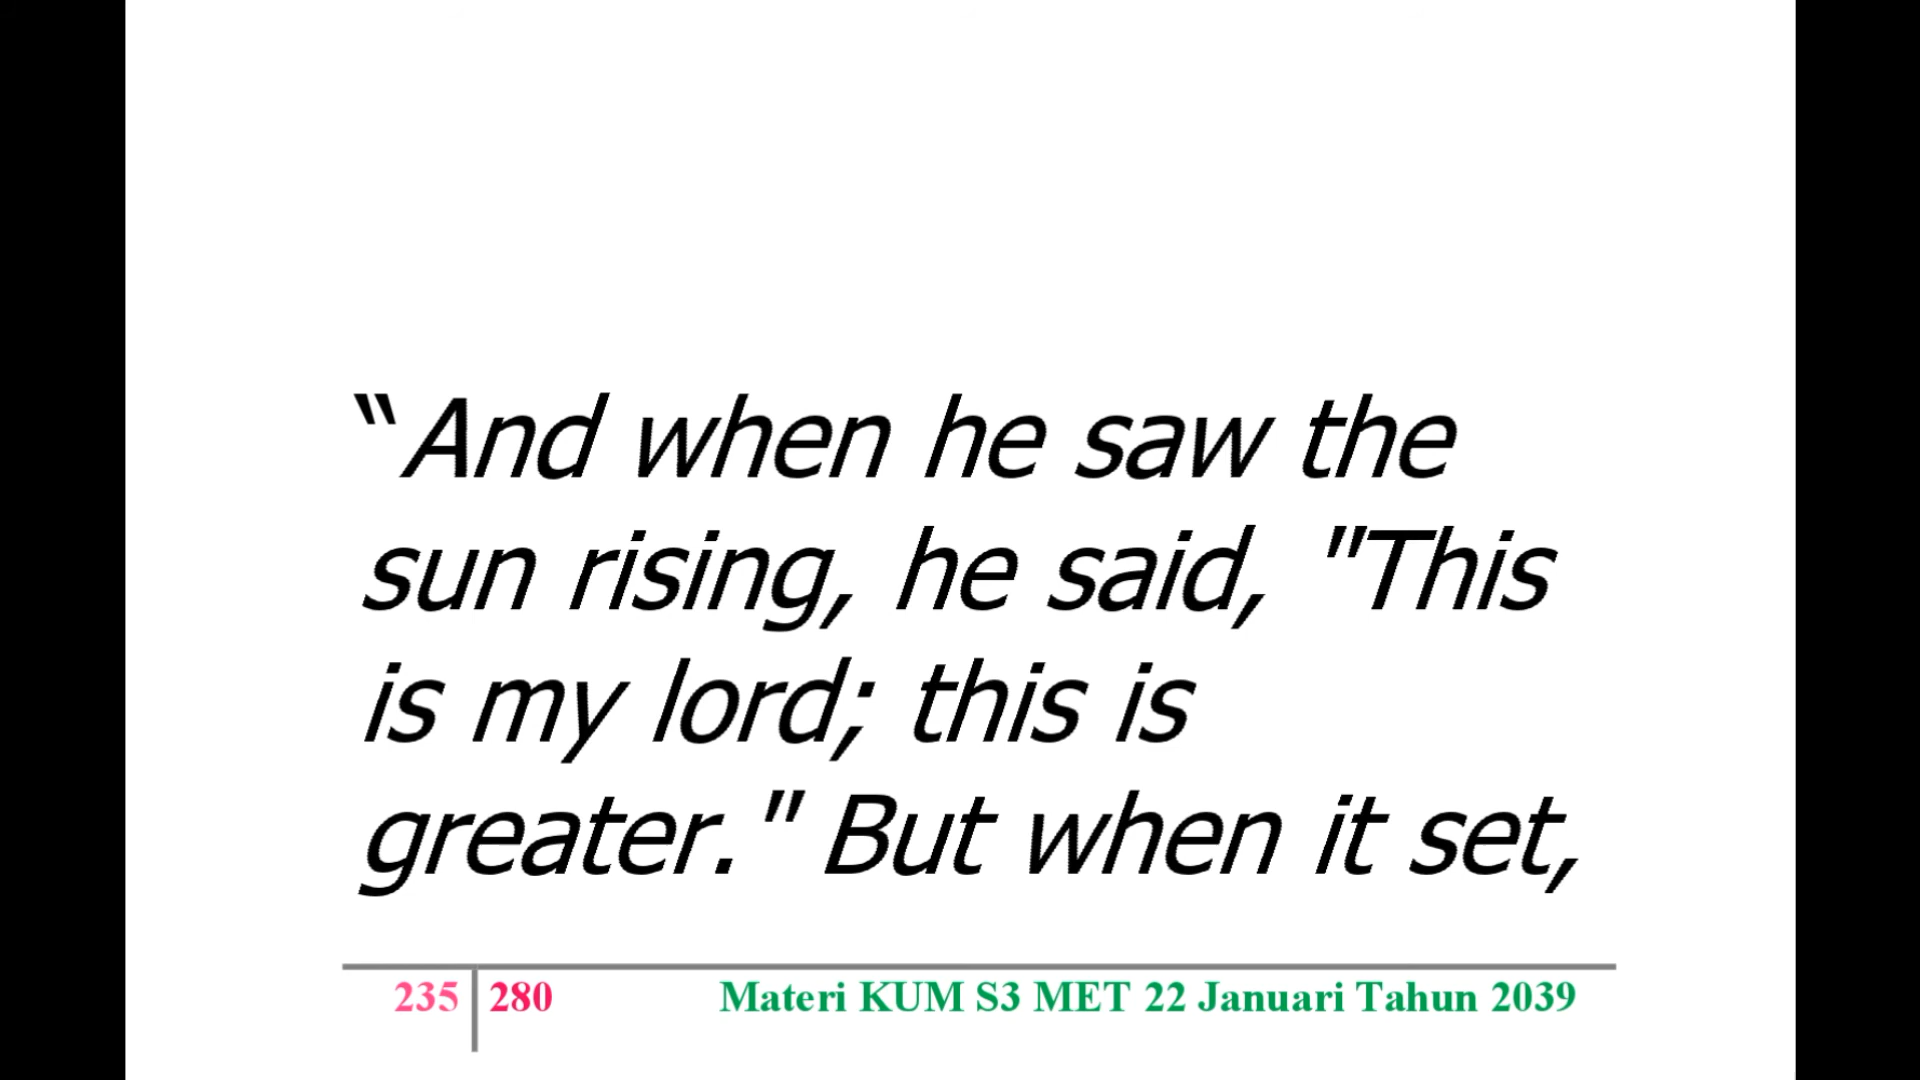 “And when he saw the
sun rising, he said, "This
is my lord; this is
greater." But when it set,
235 280 Materi KUM S3 MET 22 Januari Tahun 2039